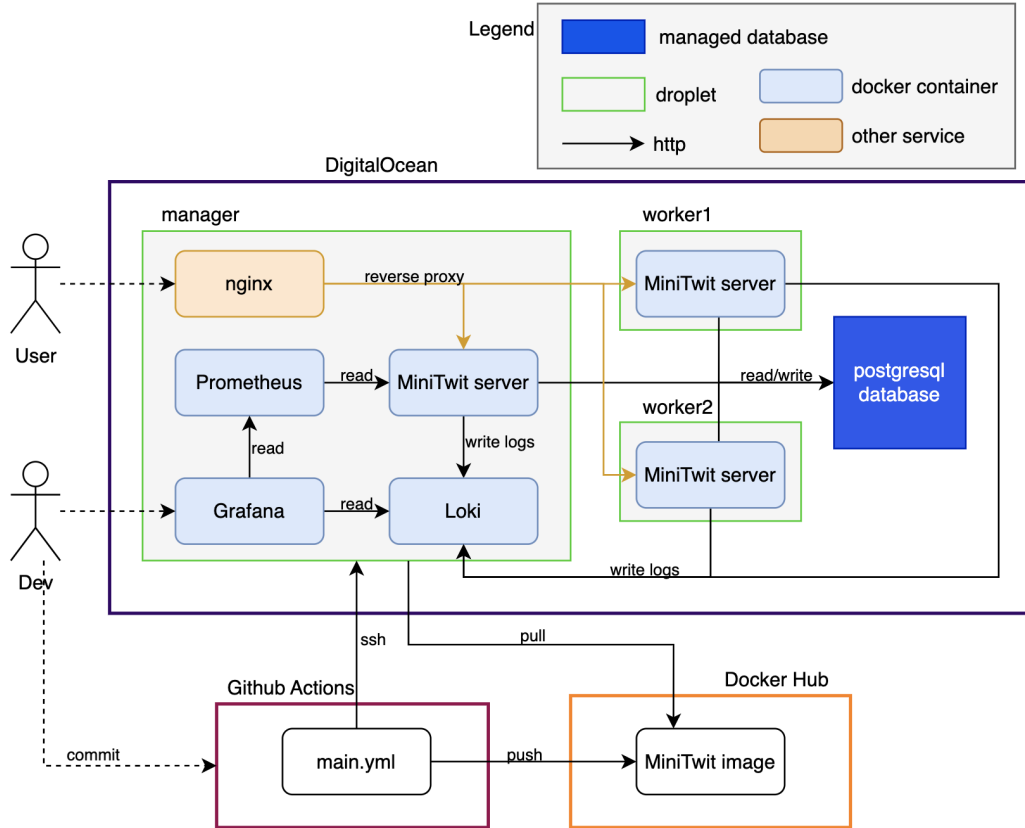 Legend
managed database
droplet
docker container
http
other service
DigitalOcean
manager
worker1
nginx
reverse proxy
MiniTwit server
User
Prometheus
read
MiniTwit server
read/write
postgresql
database
worker2
read
write logs
MiniTwit server
Grafana
read
Loki
Dev
write logs
ssh
pull
Github Actions
Docker Hub
commit
main.yml
push
MiniTwit image